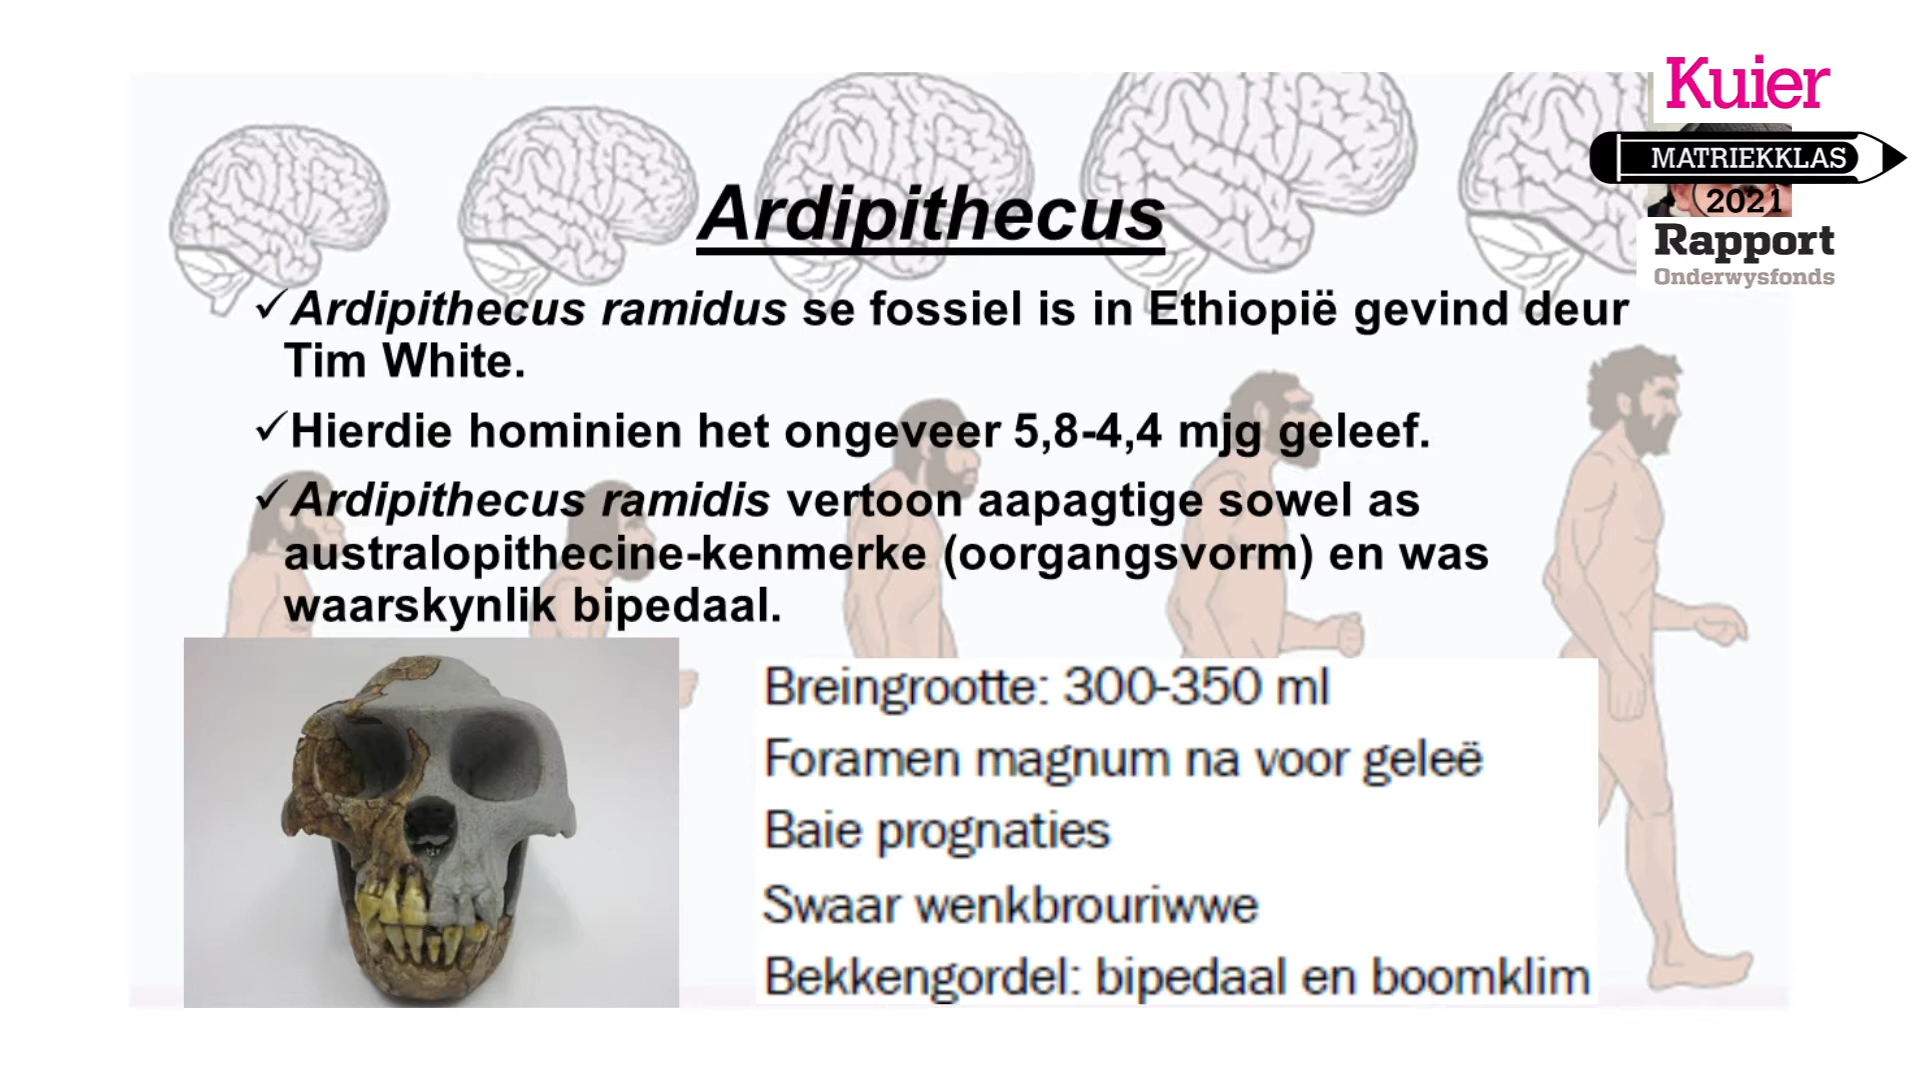 Kuier
MATRIEKKLAS
2021
Rapport
Onderwysfonds
Ardipithecus
✓Ardipithecus ramidus se fossiel is in Ethiopië gevind deur
Tim White.
✓Hierdie hominien het ongeveer 5,8-4,4 mjg geleef.
✓Ardipithecus ramidis vertoon aapagtige sowel as
australopithecine-kenmerke (oorgangsvorm) en was
waarskynlik bipedaal.
Breingrootte: 300-350 ml
Foramen magnum na voor geleë
Baie prognaties
Swaar wenkbrouriwwe
Bekkengordel: bipedaal en boomklim